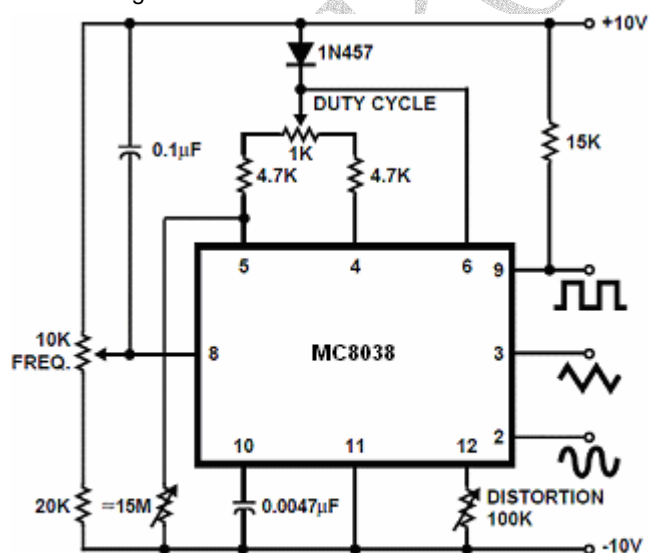 +10V
1N457
DUTY CYCLE
0.1µF
1K
15K
4.7K
4.7K
5
4
6
9
10K
FREQ.
8
MC8038
3
10
11
12
2
20K
=15M
0.0047µF
DISTORTION
100K
-10V